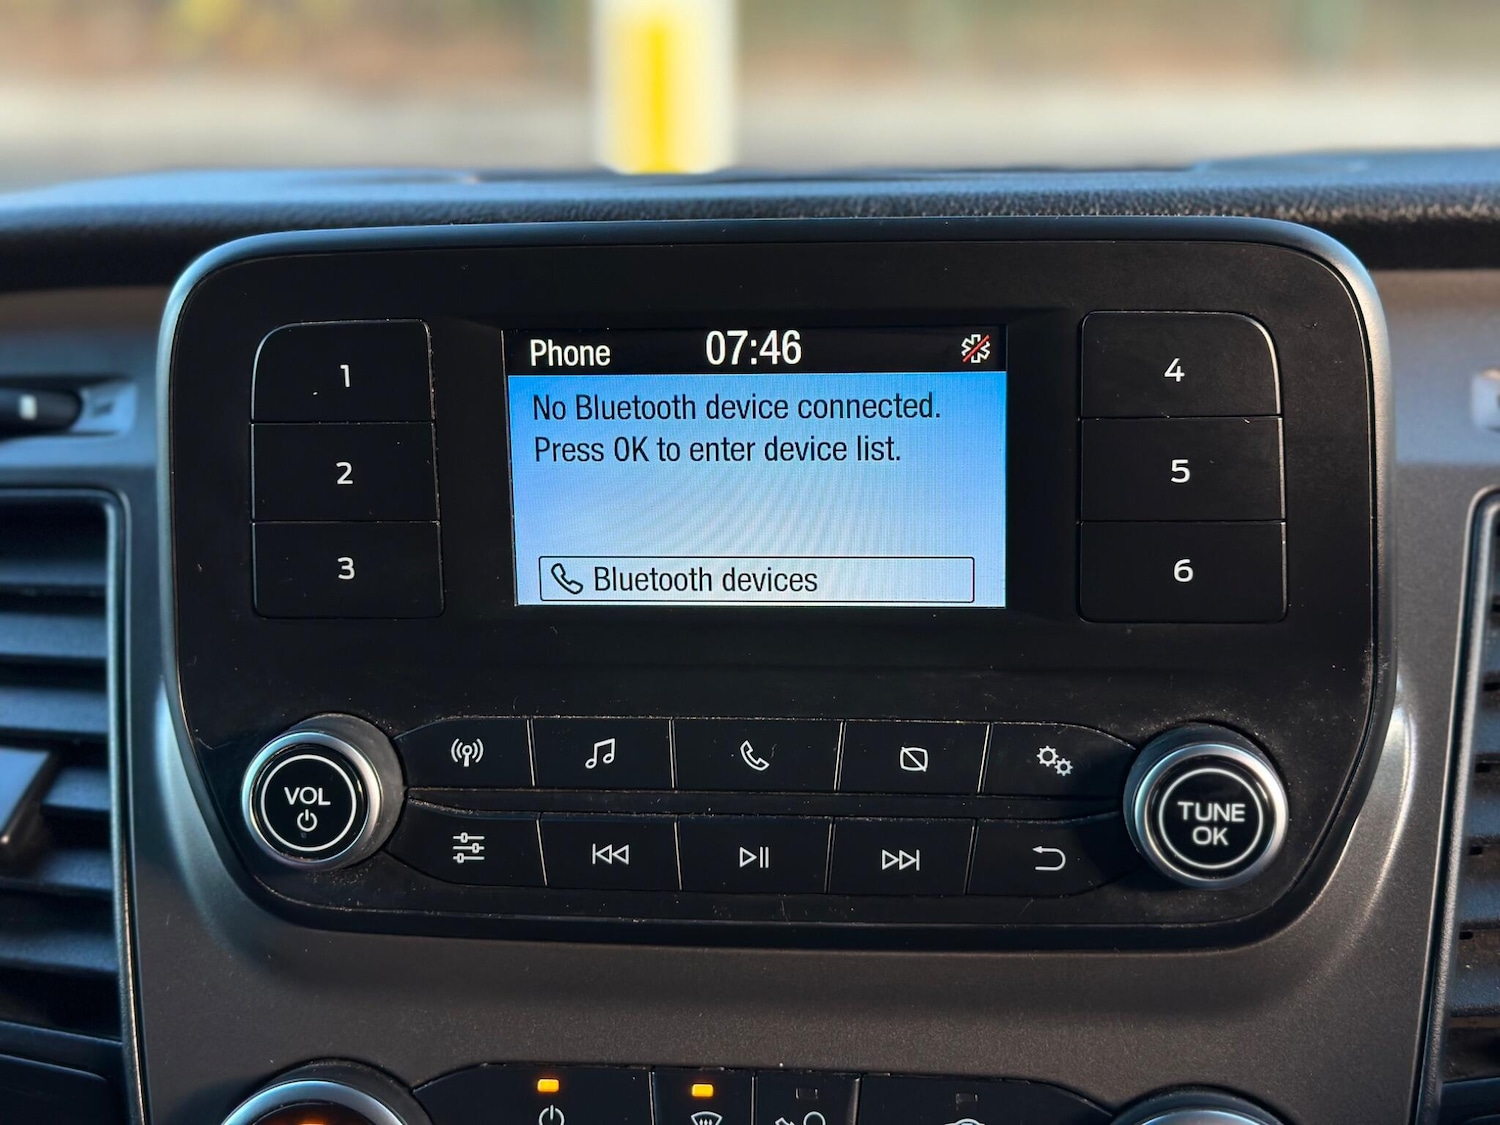 Phone 07:46
No Bluetooth device connected.
Press OK to enter device list.
Bluetooth devices
1
2
3
4
5
6
VOL
TUNE
OK